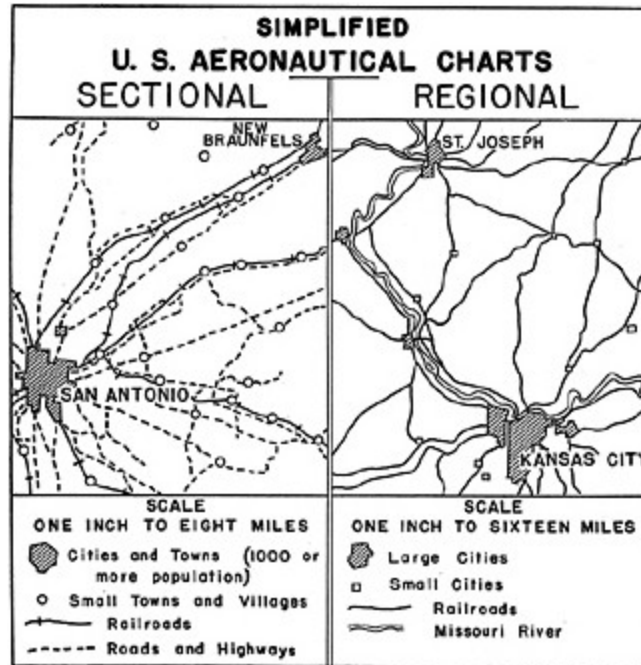 SIMPLIFIED
U. S. AERONAUTICAL CHARTS
SECTIONAL
NEW
BRAUNFELS
SAN ANTONIO
SCALE
ONE INCH TO EIGHT MILES
Cities and Towns (1000 or
more population)
Small Towns and Villages
Railroads
Roads and Highways
REGIONAL
ST. JOSEPH
KANSAS CITY
SCALE
ONE INCH TO SIXTEEN MILES
Large Cities
Small Cities
Railroads
Missouri River